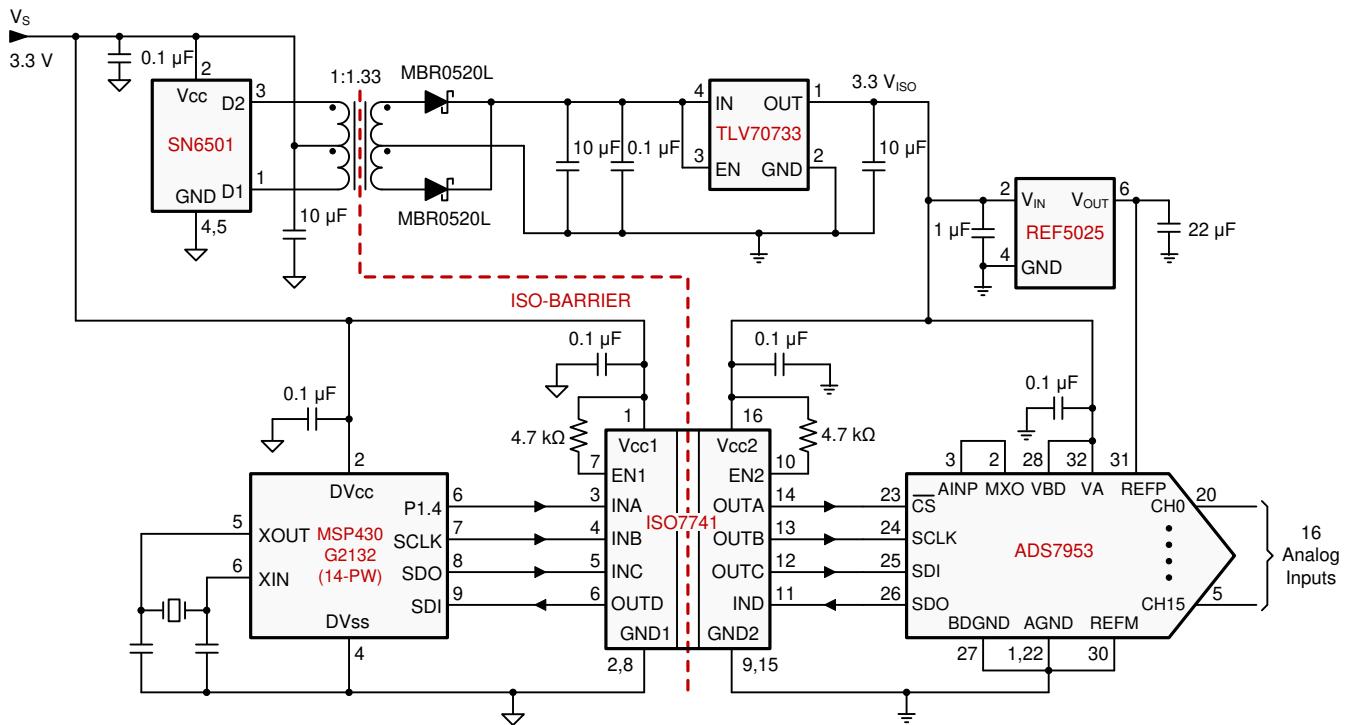 VS
3.3 V
0.1 µF
2
Vcc
D2
3
SN6501
D1
1
GND
4,5
10 µF
1:1.33
MBR0520L
MBR0520L
10 µF
0.1 µF
4
IN
OUT
1
TLV70733
3
EN
GND
2
3.3 VISO
10 µF
2
VIN
VOUT
6
1 µF
REF5025
4
GND
22 µF
ISO-BARRIER
0.1 µF
0.1 µF
0.1 µF
0.1 µF
4.7 kΩ
4.7 kΩ
2
DVcc
5
XOUT
6
XIN
MSP430
G2132
(14-PW)
P1.4
6
SCLK
7
SDO
8
SDI
9
DVss
4
1
Vcc1
7
EN1
3
INA
4
INB
5
INC
6
OUTD
GND1
2,8
ISO7741
16
Vcc2
EN2
10
OUTA
14
OUTB
13
OUTC
12
IND
11
GND2
9,15
3
2
28
32
31
AINP
MXO
VBD
VA
REFP
23
CS
24
SCLK
25
SDI
26
SDO
ADS7953
CH0
20
CH15
5
BDGND
AGND
REFM
27
1,22
30
16
Analog
Inputs